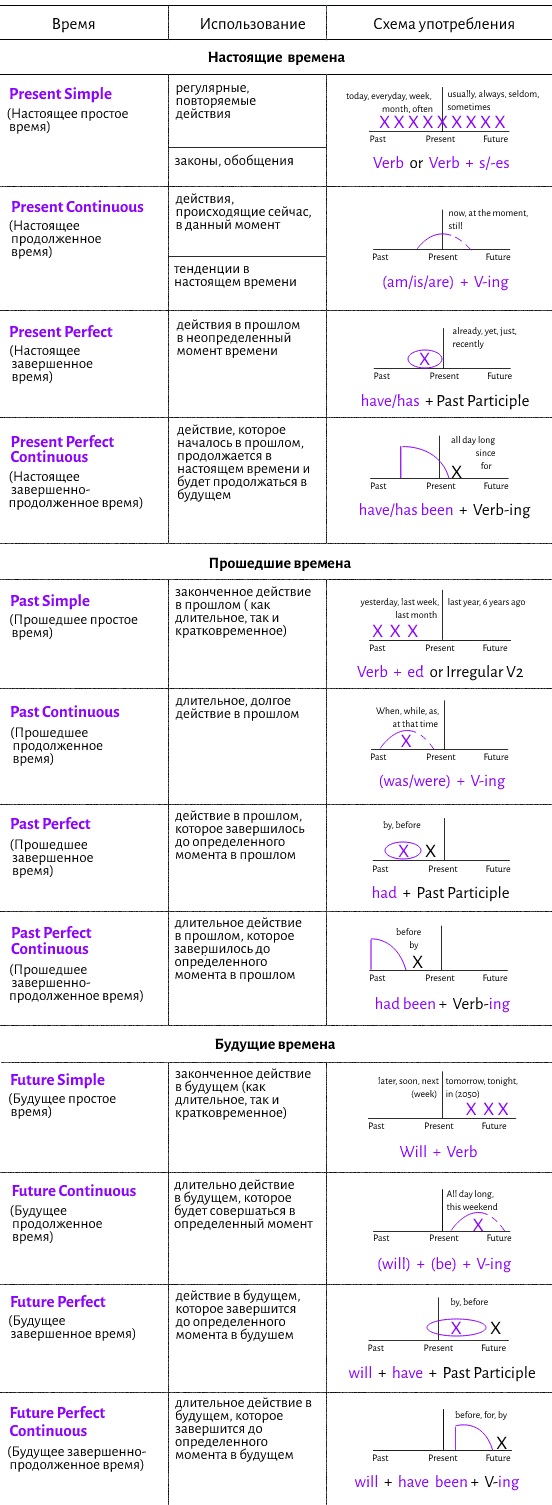 Время
Использование
Схема употребления
Настоящие времена
Present Simple
(Настоящее простое
время)
регулярные,
повторяемые
действия
законы, обобщения
today, everyday, week,
month, often
usually, always, seldom,
sometimes
X X X X X X X X X X
Past Present Future
Verb or Verb + s/-es
Present Continuous
(Настоящее
продолженное
время)
действия,
происходящие сейчас,
в данный момент
тенденции в
настоящем времени
now, at the moment,
still
Past Present Future
(am/is/are) + V-ing
Present Perfect
(Настоящее
завершенное
время)
действия в прошлом
в неопределенный
момент времени
already, yet, just,
recently
X
Past Present Future
have/has + Past Participle
Present Perfect
Continuous
(Настоящее
завершенно-
продолженное время)
действие, которое
началось в прошлом,
продолжается в
настоящем времени и
будет продолжаться в
будущем
all day long
since
for
X
Past Present Future
have/has been + Verb-ing
Прошедшие времена
Past Simple
(Прошедшее простое
время)
законченное действие
в прошлом ( как
длительное, так и
кратковременное)
yesterday, last week,
last month
last year, 6 years ago
X X X
Past Present Future
Verb + ed or Irregular V2
Past Continuous
(Прошедшее
продолженное
время)
длительное, долгое
действие в прошлом
When, while, as,
at that time
X
Past Present Future
(was/were) + V-ing
Past Perfect
(Прошедшее
завершенное
время)
действие в прошлом,
которое завершилось
до определенного
момента в прошлом
by, before
X X
Past Present Future
had + Past Participle
Past Perfect
Continuous
(Прошедшее
завершенно-
продолженное время)
длительное действие
в прошлом, которое
завершилось до
определенного
момента в прошлом
before
by
X
Past Present Future
had been + Verb-ing
Будущие времена
Future Simple
(Будущее простое
время)
законченное действие
в будущем (как
длительное, так и
кратковременное)
later, soon, next
(week)
tomorrow, tonight,
in (2050)
X X X
Past Present Future
Will + Verb
Future Continuous
(Будущее
продолженное
время)
длительно действие
в будущем, которое
будет совершаться в
определенный момент
All day long,
this weekend
X
Past Present Future
(will) + (be) + V-ing
Future Perfect
(Будущее
завершенное время)
действие в будущем,
которое завершится
до определенного
момента в будушем
by, before
X X
Past Present Future
will + have + Past Participle
Future Perfect
Continuous
(Будущее завершенно-
продолженное время)
длительное действие в
будущем, которое
завершится до
определенного
момента в будущем
before, for, by
X
Past Present Future
will + have been + V-ing